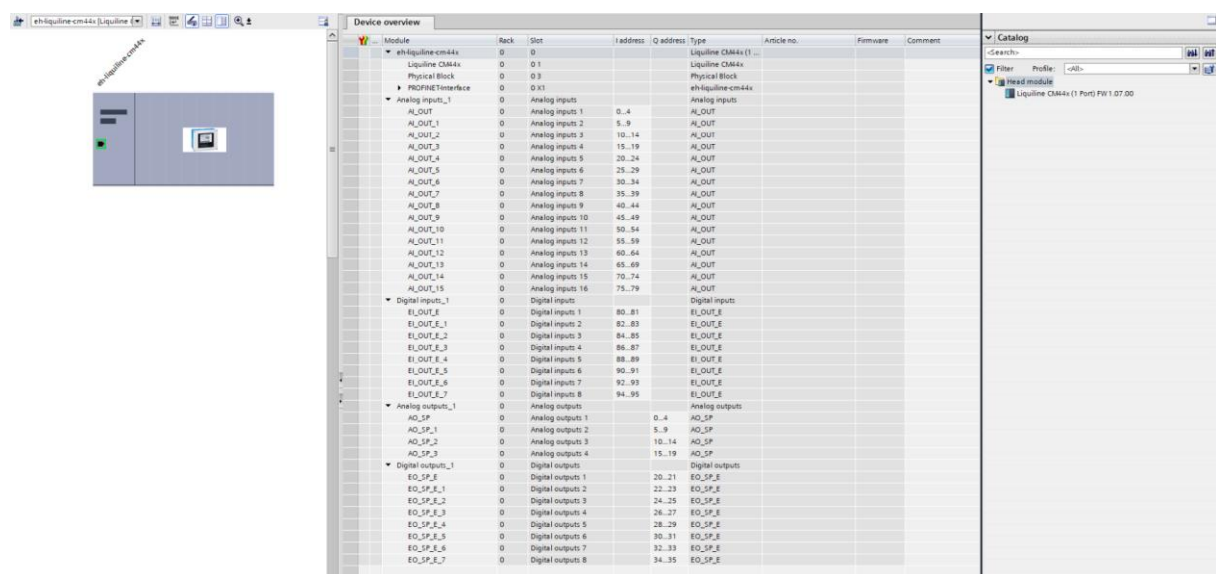 eh-liquiline-cm44x [Liquiline (
eh-liquiline-cm44x
Device overview
Module Rack Slot I address Q address Type Article no. Firmware Comment
eh-liquiline-cm44x 0 0 Liquiline CM44x (1 ...
Liquiline CM44x 0 0 1 Liquiline CM44x
Physical Block 0 0 3 Physical Block
PROFINET-Interface 0 0 X1 eh-liquiline-cm44x
Analog inputs_1 0 Analog inputs Analog inputs
AI_OUT 0 Analog inputs 1 0...4 AI_OUT
AI_OUT_1 0 Analog inputs 2 5...9 AI_OUT
AI_OUT_2 0 Analog inputs 3 10...14 AI_OUT
AI_OUT_3 0 Analog inputs 4 15...19 AI_OUT
AI_OUT_4 0 Analog inputs 5 20...24 AI_OUT
AI_OUT_5 0 Analog inputs 6 25...29 AI_OUT
AI_OUT_6 0 Analog inputs 7 30...34 AI_OUT
AI_OUT_7 0 Analog inputs 8 35...39 AI_OUT
AI_OUT_8 0 Analog inputs 9 40...44 AI_OUT
AI_OUT_9 0 Analog inputs 10 45...49 AI_OUT
AI_OUT_10 0 Analog inputs 11 50...54 AI_OUT
AI_OUT_11 0 Analog inputs 12 55...59 AI_OUT
AI_OUT_12 0 Analog inputs 13 60...64 AI_OUT
AI_OUT_13 0 Analog inputs 14 65...69 AI_OUT
AI_OUT_14 0 Analog inputs 15 70...74 AI_OUT
AI_OUT_15 0 Analog inputs 16 75...79 AI_OUT
Digital inputs_1 0 Digital inputs Digital inputs
EI_OUT_E 0 Digital inputs 1 80...81 EI_OUT_E
EI_OUT_E_1 0 Digital inputs 2 82...83 EI_OUT_E
EI_OUT_E_2 0 Digital inputs 3 84...85 EI_OUT_E
EI_OUT_E_3 0 Digital inputs 4 86...87 EI_OUT_E
EI_OUT_E_4 0 Digital inputs 5 88...89 EI_OUT_E
EI_OUT_E_5 0 Digital inputs 6 90...91 EI_OUT_E
EI_OUT_E_6 0 Digital inputs 7 92...93 EI_OUT_E
EI_OUT_E_7 0 Digital inputs 8 94...95 EI_OUT_E
Analog outputs_1 0 Analog outputs Analog outputs
AO_SP 0 Analog outputs 1 0...4 AO_SP
AO_SP_1 0 Analog outputs 2 5...9 AO_SP
AO_SP_2 0 Analog outputs 3 10...14 AO_SP
AO_SP_3 0 Analog outputs 4 15...19 AO_SP
Digital outputs_1 0 Digital outputs Digital outputs
EO_SP_E 0 Digital outputs 1 20...21 EO_SP_E
EO_SP_E_1 0 Digital outputs 2 22...23 EO_SP_E
EO_SP_E_2 0 Digital outputs 3 24...25 EO_SP_E
EO_SP_E_3 0 Digital outputs 4 26...27 EO_SP_E
EO_SP_E_4 0 Digital outputs 5 28...29 EO_SP_E
EO_SP_E_5 0 Digital outputs 6 30...31 EO_SP_E
EO_SP_E_6 0 Digital outputs 7 32...33 EO_SP_E
EO_SP_E_7 0 Digital outputs 8 34...35 EO_SP_E
Catalog
<Search>
Filter Profile: <All>
Head module
Liquiline CM44x (1 Port) FW1.07.00